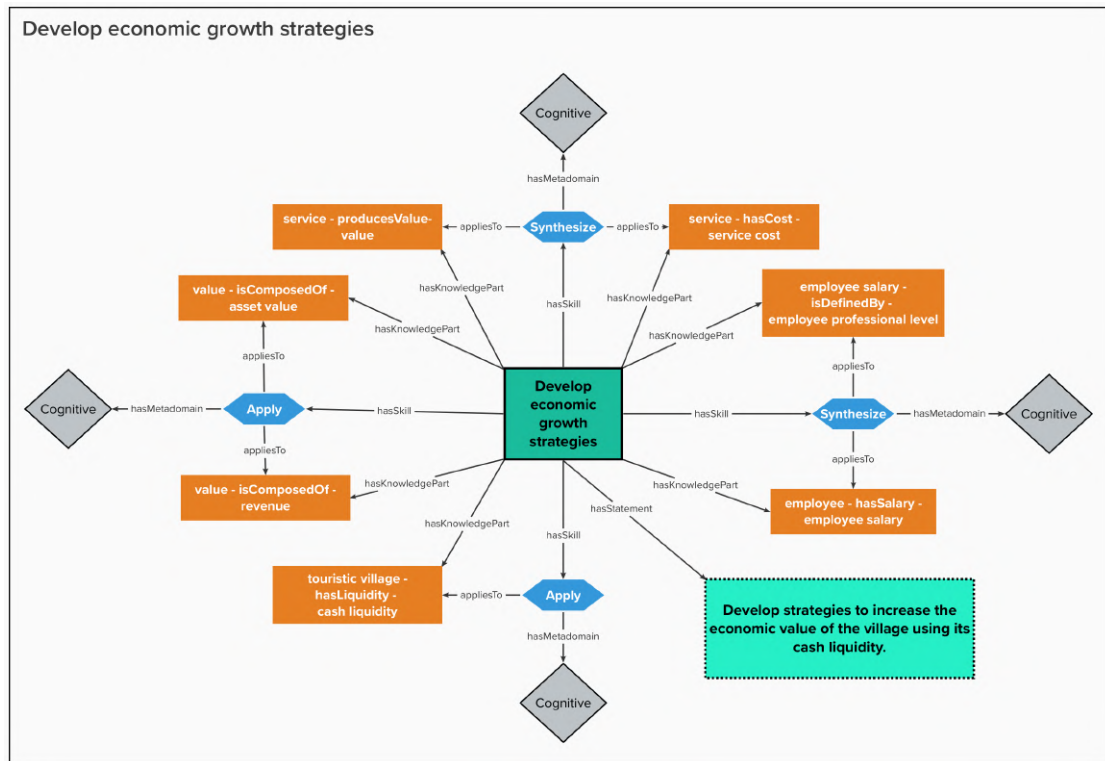 Develop economic growth strategies
Cognitive
hasMetadomain
service - producesValue-
value
appliesTo
Synthesize
appliesTo
service - hasCost -
service cost
hasKnowledgePart
hasSkill
hasKnowledgePart
value - isComposedOf -
asset value
hasKnowledgePart
hasKnowledgePart
employee salary -
isDefinedBy -
employee professional level
appliesTo
appliesTo
Cognitive
hasMetadomain
Apply
hasSkill
Develop
economic
growth
strategies
hasSkill
Synthesize
hasMetadomain
Cognitive
appliesTo
appliesTo
value - isComposedOf -
revenue
hasKnowledgePart
hasKnowledgePart
employee - hasSalary -
employee salary
hasKnowledgePart
hasSkill
hasStatement
touristic village -
hasLiquidity -
cash liquidity
appliesTo
Apply
Develop strategies to increase the
economic value of the village using its
cash liquidity.
hasMetadomain
Cognitive